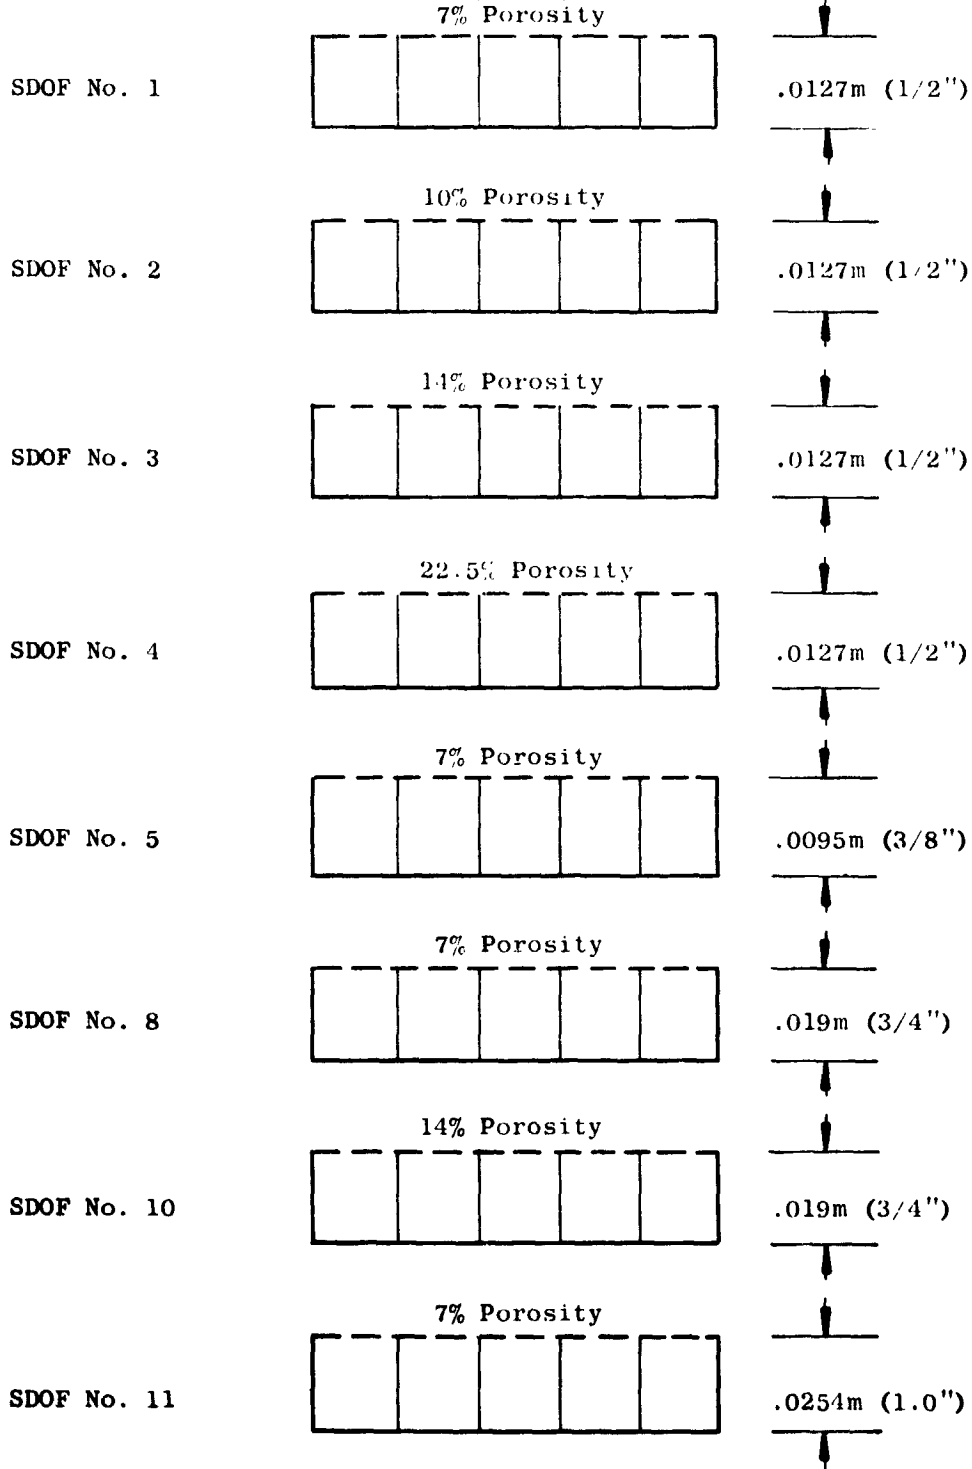 7% Porosity
SDOF No. 1 .0127m (1/2")
10% Porosity
SDOF No. 2 .0127m (1/2")
14% Porosity
SDOF No. 3 .0127m (1/2")
22.5% Porosity
SDOF No. 4 .0127m (1/2")
7% Porosity
SDOF No. 5 .0095m (3/8")
7% Porosity
SDOF No. 8 .019m (3/4")
14% Porosity
SDOF No. 10 .019m (3/4")
7% Porosity
SDOF No. 11 .0254m (1.0")